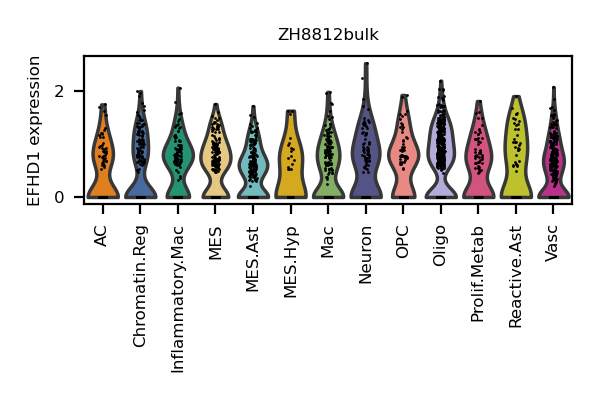 ZH8812bulk
EFHD1 expression
2
0
AC
Chromatin.Reg
Inflammatory.Mac
MES
MES.Ast
MES.Hyp
Mac
Neuron
OPC
Oligo
Prolif.Metab
Reactive.Ast
Vasc